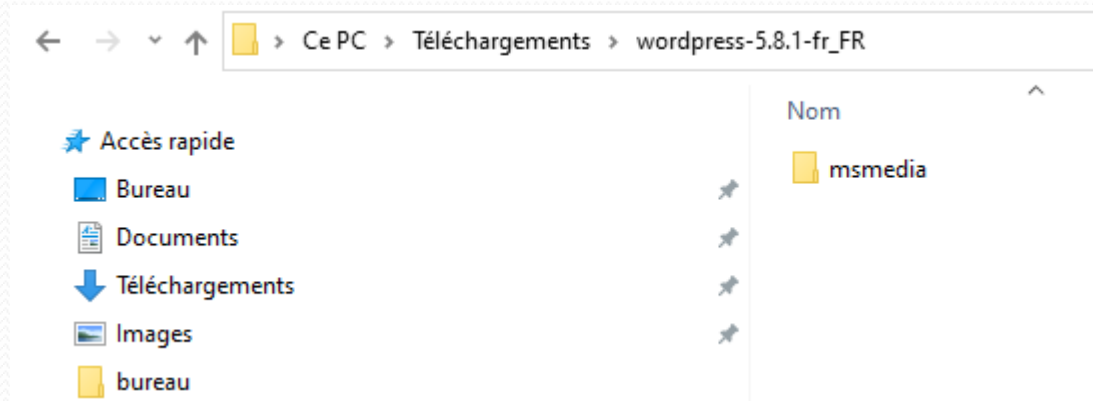 Ce PC > Téléchargements > wordpress-5.8.1-fr_FR
Nom
msmedia
Accès rapide
Bureau
Documents
Téléchargements
Images
bureau